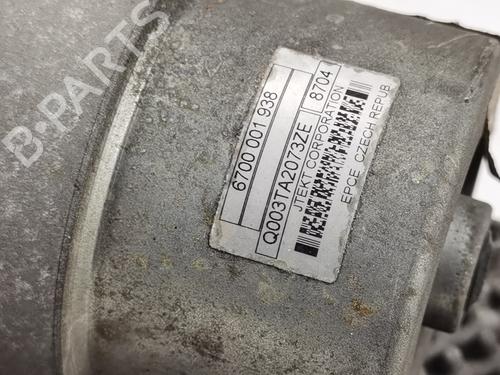 B-PARTS
6700 001 938
Q003TA2073ZE 8704
JTEKT CORPORATION
EPCE CZECH REPUB